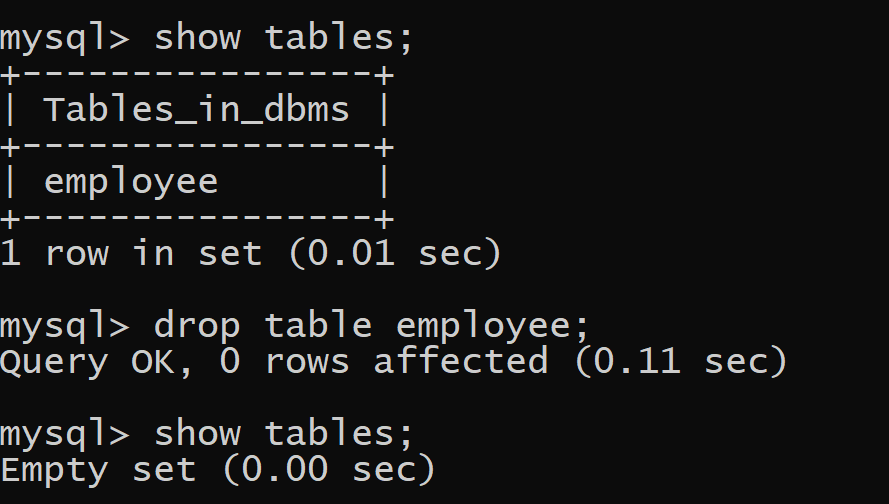 mysql> show tables;
+----------------+
| Tables_in_dbms |
+----------------+
| employee       |
+----------------+
1 row in set (0.01 sec)
mysql> drop table employee;
Query OK, 0 rows affected (0.11 sec)
mysql> show tables;
Empty set (0.00 sec)